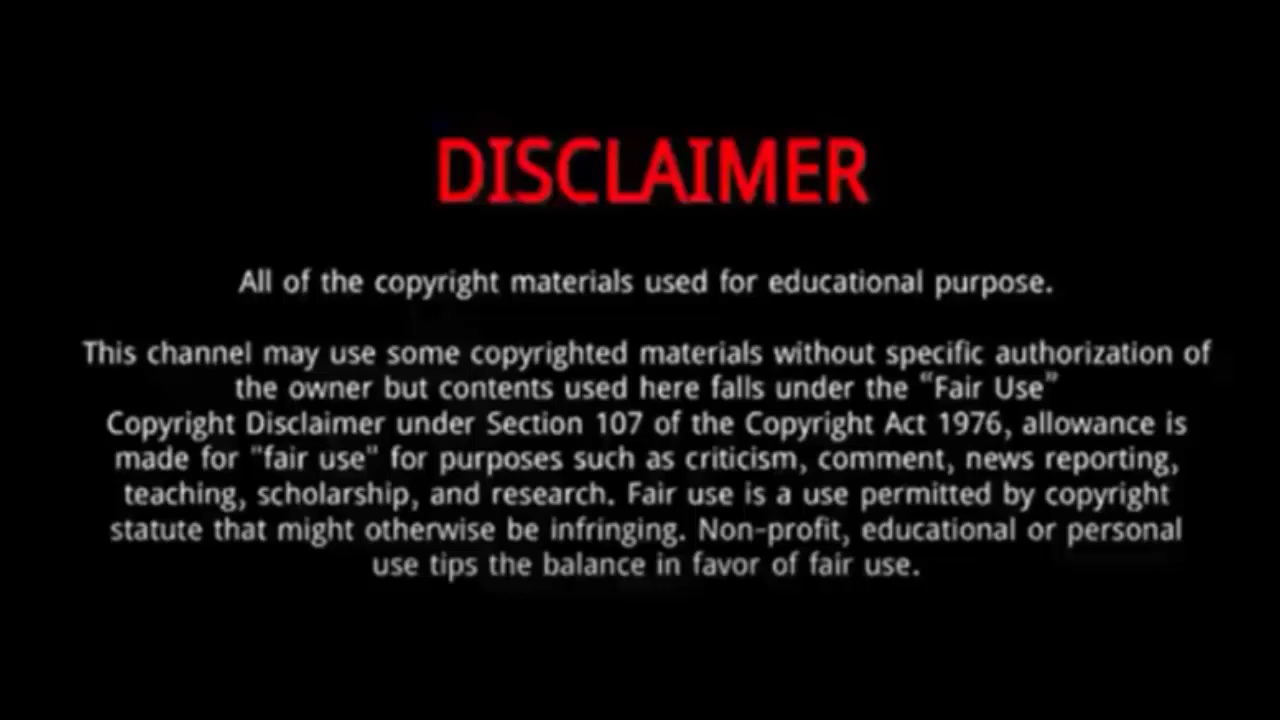 DISCLAIMER
All of the copyright materials used for educational purpose.
This channel may use some copyrighted materials without specific authorization of
the owner but contents used here falls under the “Fair Use”
Copyright Disclaimer under Section 107 of the Copyright Act 1976, allowance is
made for "fair use" for purposes such as criticism, comment, news reporting,
teaching, scholarship, and research. Fair use is a use permitted by copyright
statute that might otherwise be infringing. Non-profit, educational or personal
use tips the balance in favor of fair use.